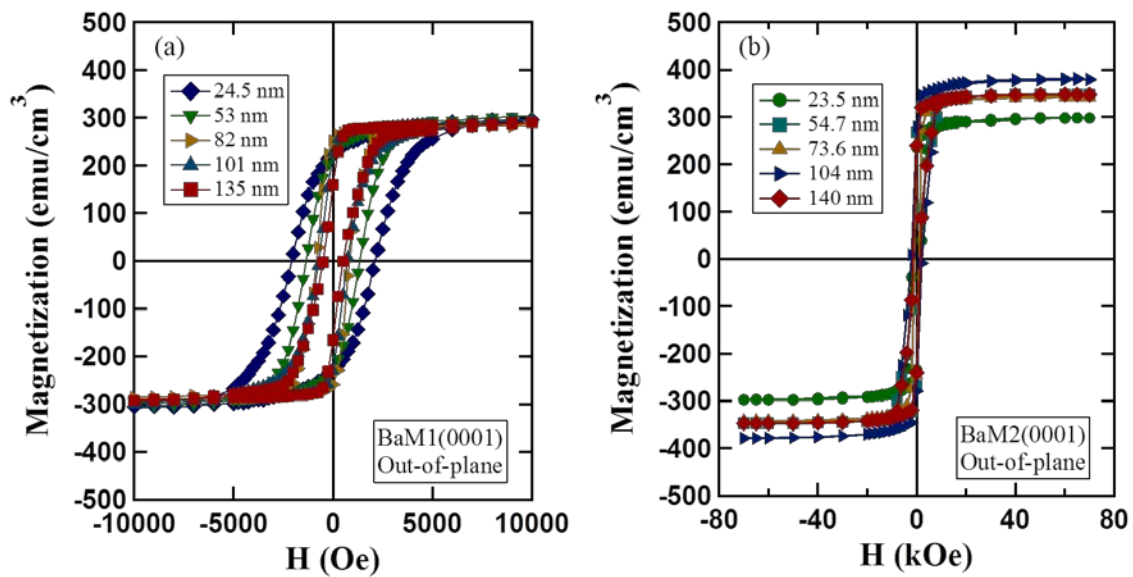 (a)
24.5 nm
53 nm
82 nm
101 nm
135 nm
BaM1(0001)
Out-of-plane
Magnetization (emu/cm³)
500
400
300
200
100
0
-100
-200
-300
-400
-500
-10000 -5000 0 5000 10000
H (Oe)
(b)
23.5 nm
54.7 nm
73.6 nm
104 nm
140 nm
BaM2(0001)
Out-of-plane
Magnetization (emu/cm³)
500
400
300
200
100
0
-100
-200
-300
-400
-500
-80 -40 0 40 80
H (kOe)